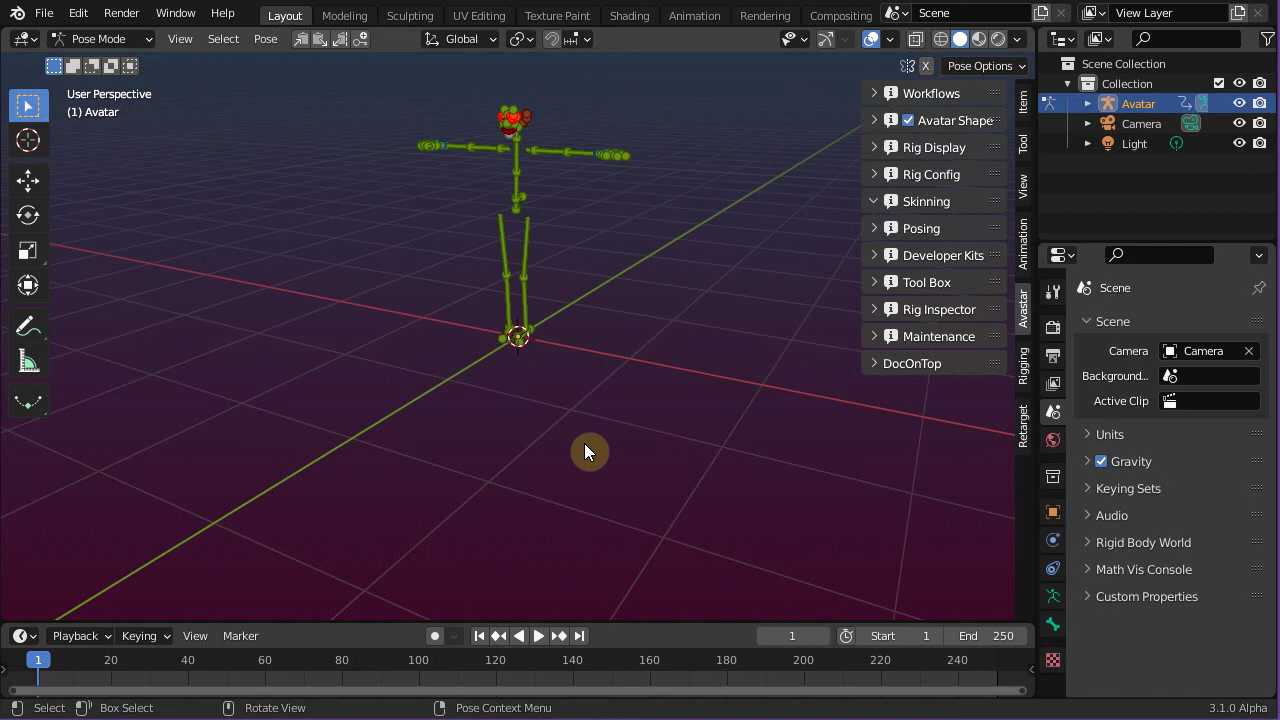 File Edit Render Window Help Layout Modeling Sculpting UV Editing Texture Paint Shading Animation Rendering Compositing Scene View Layer
Pose Mode View Select Pose Global
X Pose Options
User Perspective
(1) Avatar
Workflows
Avatar Shape
Rig Display
Rig Config
Skinning
Posing
Developer Kits
Tool Box
Rig Inspector
Maintenance
DocOnTop
Item
Tool
View
Animation
Avastar
Rigging
Retarget
Scene Collection
Collection
Avatar
Camera
Light
Scene
Scene
Camera Camera
Background...
Active Clip
Units
Gravity
Keying Sets
Audio
Rigid Body World
Math Vis Console
Custom Properties
Playback Keying View Marker 1 Start 1 End 250
1 20 40 60 80 100 120 140 160 180 200 220 240
Select Box Select Rotate View Pose Context Menu 3.1.0 Alpha